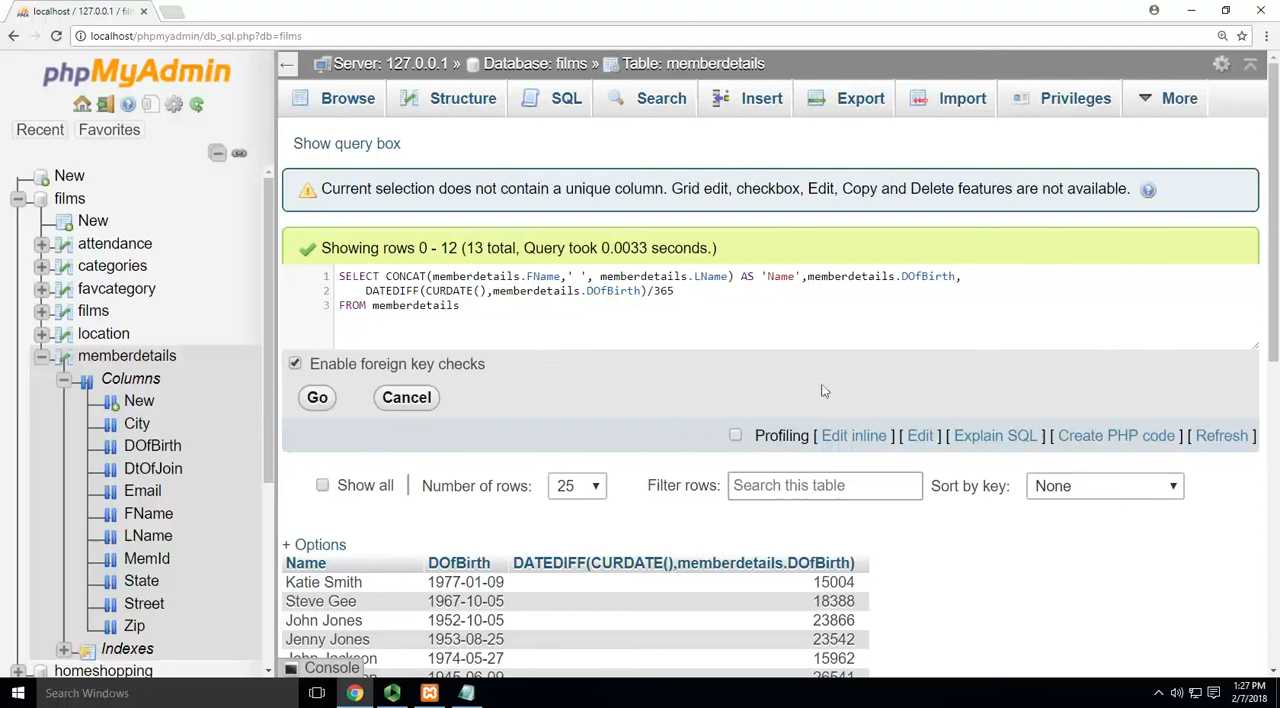 localhost / 127.0.0.1 / fil
localhost/phpmyadmin/db_sql.php?db=films
phpMyAdmin
Recent
Favorites
New
films
New
attendance
categories
favcategory
films
location
memberdetails
Columns
New
City
DOfBirth
DtOfJoin
Email
FName
LName
MemId
State
Street
Zip
Indexes
homeshopping
Server: 127.0.0.1 » Database: films » Table: memberdetails
Browse
Structure
SQL
Search
Insert
Export
Import
Privileges
More
Show query box
Current selection does not contain a unique column. Grid edit, checkbox, Edit, Copy and Delete features are not available.
Showing rows 0 - 12 (13 total, Query took 0.0033 seconds.)
1 SELECT CONCAT(memberdetails.FName,' ', memberdetails.LName) AS 'Name',memberdetails.DOfBirth,
2 DATEDIFF(CURDATE(),memberdetails.DOfBirth)/365
3 FROM memberdetails
Enable foreign key checks
Go
Cancel
Profiling [ Edit inline ] [ Edit ] [ Explain SQL ] [ Create PHP code ] [ Refresh ]
Show all | Number of rows: 25 Filter rows: Search this table Sort by key: None
+ Options
Name DOfBirth DATEDIFF(CURDATE(),memberdetails.DOfBirth)
Katie Smith 1977-01-09 15004
Steve Gee 1967-10-05 18388
John Jones 1952-10-05 23866
Jenny Jones 1953-08-25 23542
John Jackson 1974-05-27 15962
1945-06-09 26541
Console
Search Windows
1:27 PM
2/7/2018